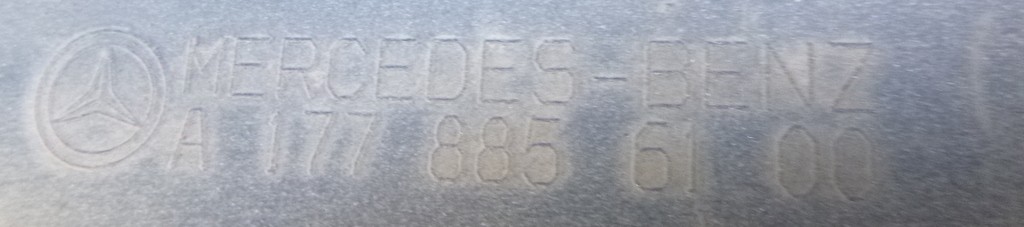 MERCEDES-BENZ
A 177 885 61 00